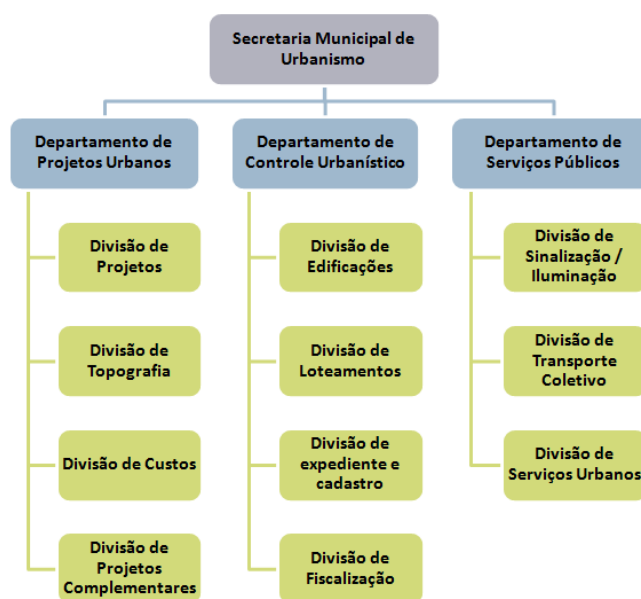 Secretaria Municipal de
Urbanismo
Departamento de
Projetos Urbanos
Divisão de
Projetos
Divisão de
Topografia
Divisão de Custos
Divisão de
Projetos
Complementares
Departamento de
Controle Urbanístico
Divisão de
Edificações
Divisão de
Loteamentos
Divisão de
expediente e
cadastro
Divisão de
Fiscalização
Departamento de
Serviços Públicos
Divisão de
Sinalização /
Iluminação
Divisão de
Transporte
Coletivo
Divisão de
Serviços Urbanos